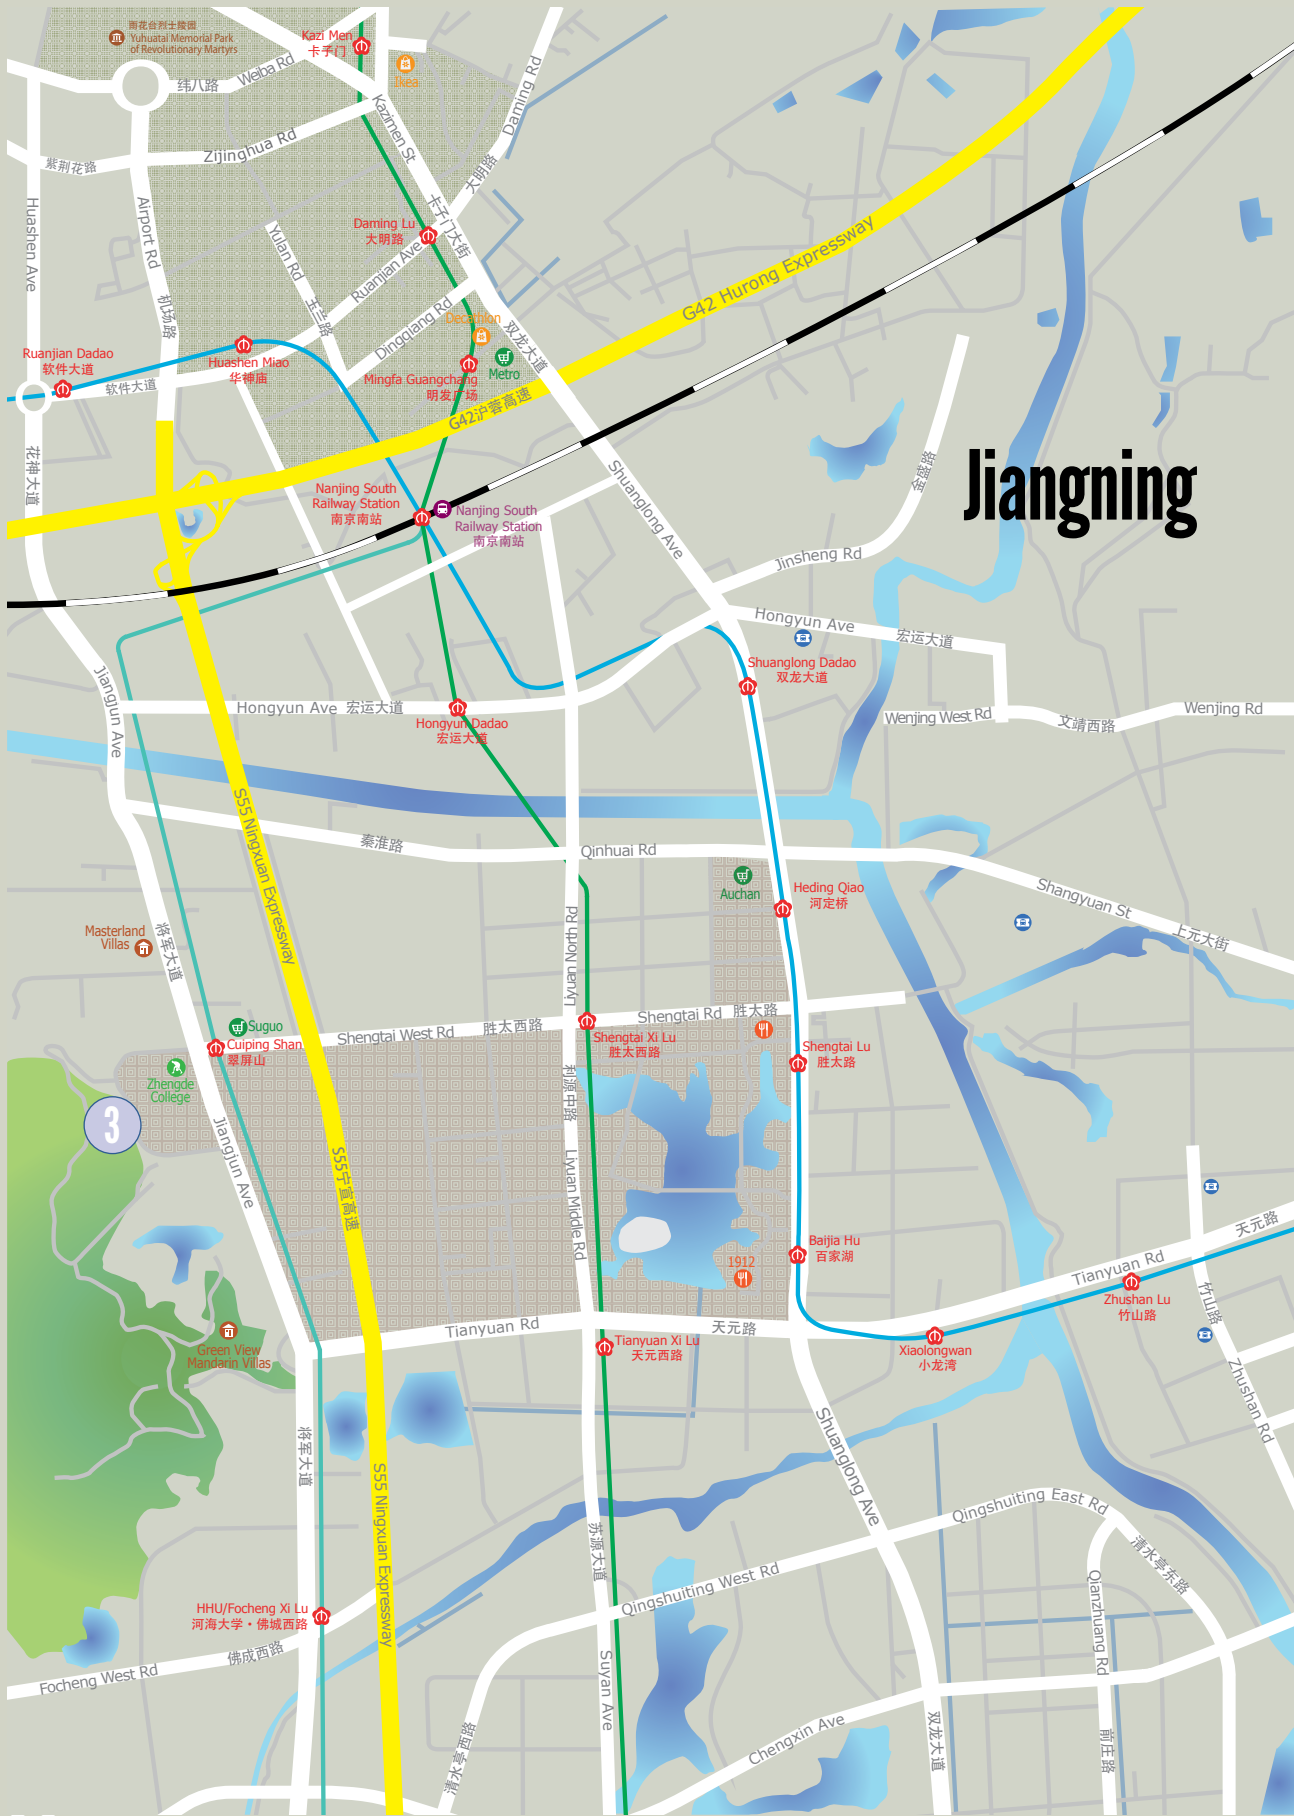 雨花台烈士陵园
Yuhuatai Memorial Park
of Revolutionary Martyrs
Kazi Men
卡子门
Ikea
纬八路
Weiba Rd
Daming Rd
大明路
Kazimen St
卡子门大街
Zijinghua Rd
紫荆花路
Huashen Ave
Airport Rd
机场路
Yulan Rd
玉兰路
Daming Lu
大明路
Ruanjian Ave
Dingqiang Rd
G42 Hurong Expressway
Decathlon
双龙大道
Metro
Ruanjian Dadao
软件大道
Huashen Miao
华神庙
软件大道
Mingfa Guangchang
明发广场
G42沪蓉高速
花神大道
Shuanglong Ave
金盛路
Jiangning
Nanjing South
Railway Station
南京南站
Nanjing South
Railway Station
南京南站
Jinsheng Rd
Hongyun Ave
宏运大道
Shuanglong Dadao
双龙大道
Jiangjun Ave
Hongyun Ave 宏运大道
Hongyun Dadao
宏运大道
Wenjing West Rd
文靖西路
Wenjing Rd
S55 Ningxuan Expressway
秦淮路
Qinhuai Rd
Auchan
Heding Qiao
河定桥
Shangyuan St
上元大街
Masterland
Villas
将军大道
Liyuan North Rd
Suguo
Cuiping Shan
翠屏山
Shengtai West Rd
胜太西路
Shengtai Rd
胜太路
Shengtai Xi Lu
胜太西路
Shengtai Lu
胜太路
Zhengde
College
3
利源中路
Jiangjun Ave
S55宁宣高速
Liyuan Middle Rd
Baijia Hu
百家湖
1912
Tianyuan Rd
天元路
Zhushan Lu
竹山路
竹山路
Tianyuan Rd
天元路
Green View
Mandarin Villas
Tianyuan Xi Lu
天元西路
Xiaolongwan
小龙湾
Zhushan Rd
将军大道
Shuanglong Ave
S55 Ningxuan Expressway
苏源大道
Qingshuiting East Rd
清水亭东路
Qingshuiting West Rd
Qianzhuang Rd
HHU/Focheng Xi Lu
河海大学·佛城西路
佛成西路
Focheng West Rd
Suyan Ave
清水亭西路
Chengxin Ave
双龙大道
前庄路